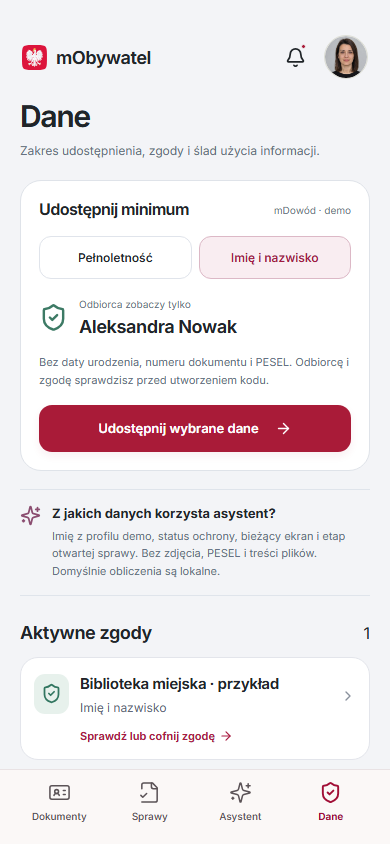 mObywatel
Dane
Zakres udostępnienia, zgody i ślad użycia informacji.
Udostępnij minimum
mDowód · demo
Pełnoletność
Imię i nazwisko
Odbiorca zobaczy tylko
Aleksandra Nowak
Bez daty urodzenia, numeru dokumentu i PESEL. Odbiorcę i
zgodę sprawdzisz przed utworzeniem kodu.
Udostępnij wybrane dane
Z jakich danych korzysta asystent?
Imię z profilu demo, status ochrony, bieżący ekran i etap
otwartej sprawy. Bez zdjęcia, PESEL i treści plików.
Domyślnie obliczenia są lokalne.
Aktywne zgody
1
Biblioteka miejska · przykład
Imię i nazwisko
Sprawdź lub cofnij zgodę
Dokumenty
Sprawy
Asystent
Dane